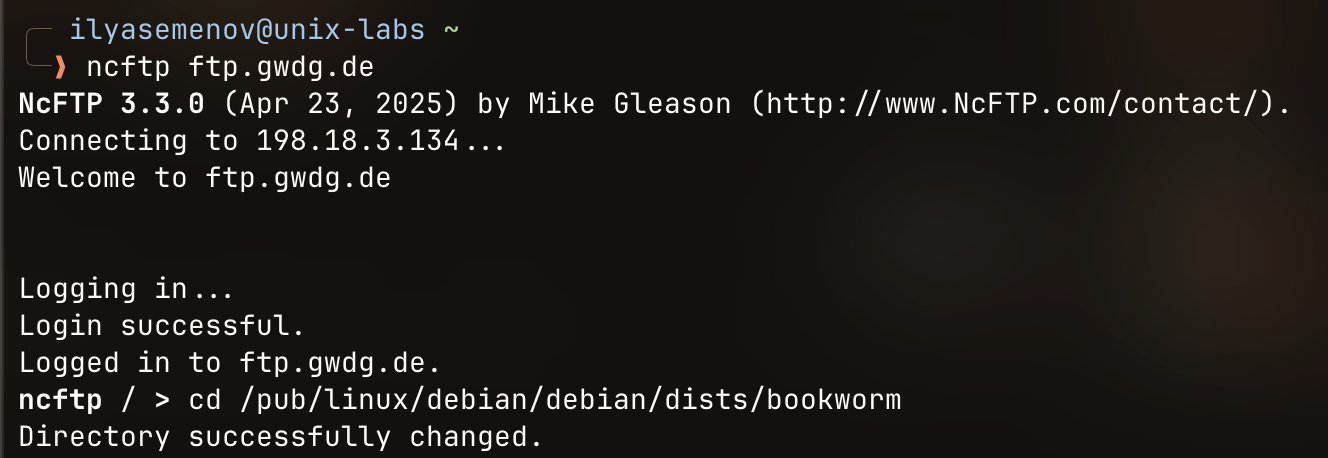 ilyasemenov@unix-labs ~
❯ ncftp ftp.gwdg.de
NcFTP 3.3.0 (Apr 23, 2025) by Mike Gleason (http://www.NcFTP.com/contact/).
Connecting to 198.18.3.134...
Welcome to ftp.gwdg.de
Logging in...
Login successful.
Logged in to ftp.gwdg.de.
ncftp / > cd /pub/linux/debian/debian/dists/bookworm
Directory successfully changed.